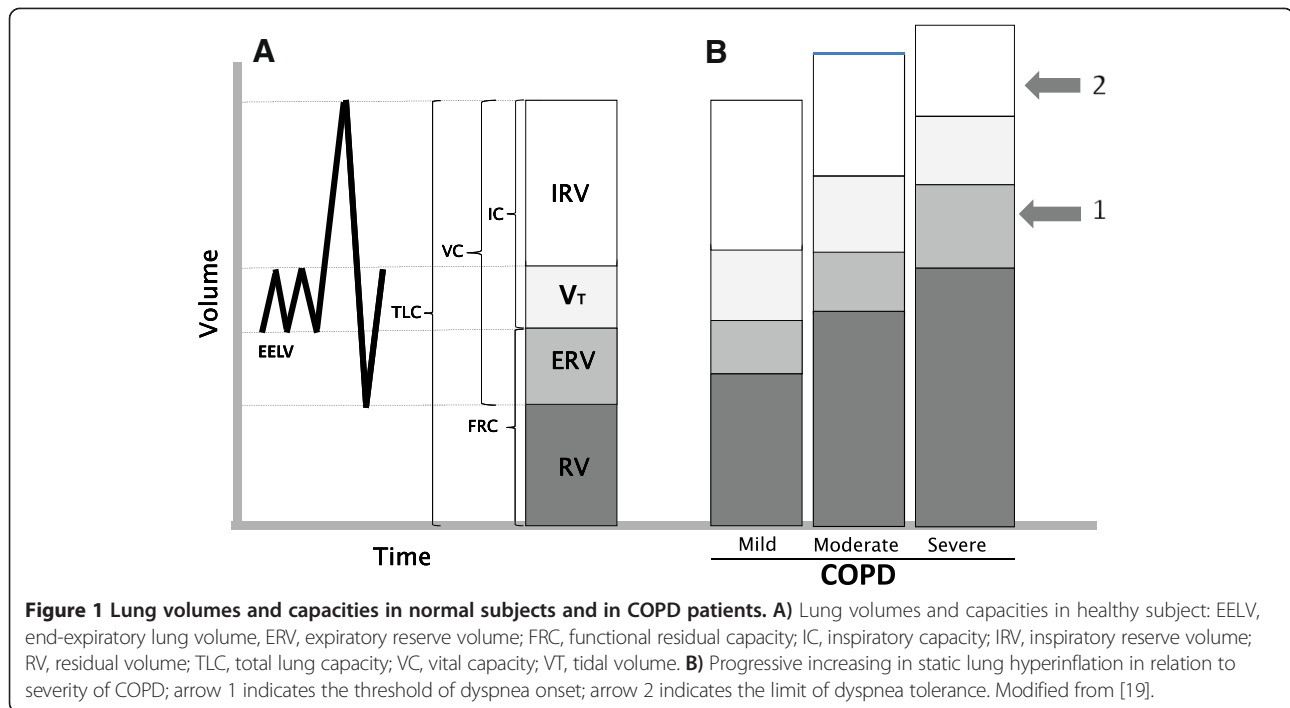 A
B
2
1
IRV
IC
VC
VT
TLC
EELV
ERV
FRC
RV
Volume
Time
Mild Moderate Severe
COPD
Figure 1 Lung volumes and capacities in normal subjects and in COPD patients. A) Lung volumes and capacities in healthy subject: EELV,
end-expiratory lung volume, ERV, expiratory reserve volume; FRC, functional residual capacity; IC, inspiratory capacity; IRV, inspiratory reserve volume;
RV, residual volume; TLC, total lung capacity; VC, vital capacity; VT, tidal volume. B) Progressive increasing in static lung hyperinflation in relation to
severity of COPD; arrow 1 indicates the threshold of dyspnea onset; arrow 2 indicates the limit of dyspnea tolerance. Modified from [19].